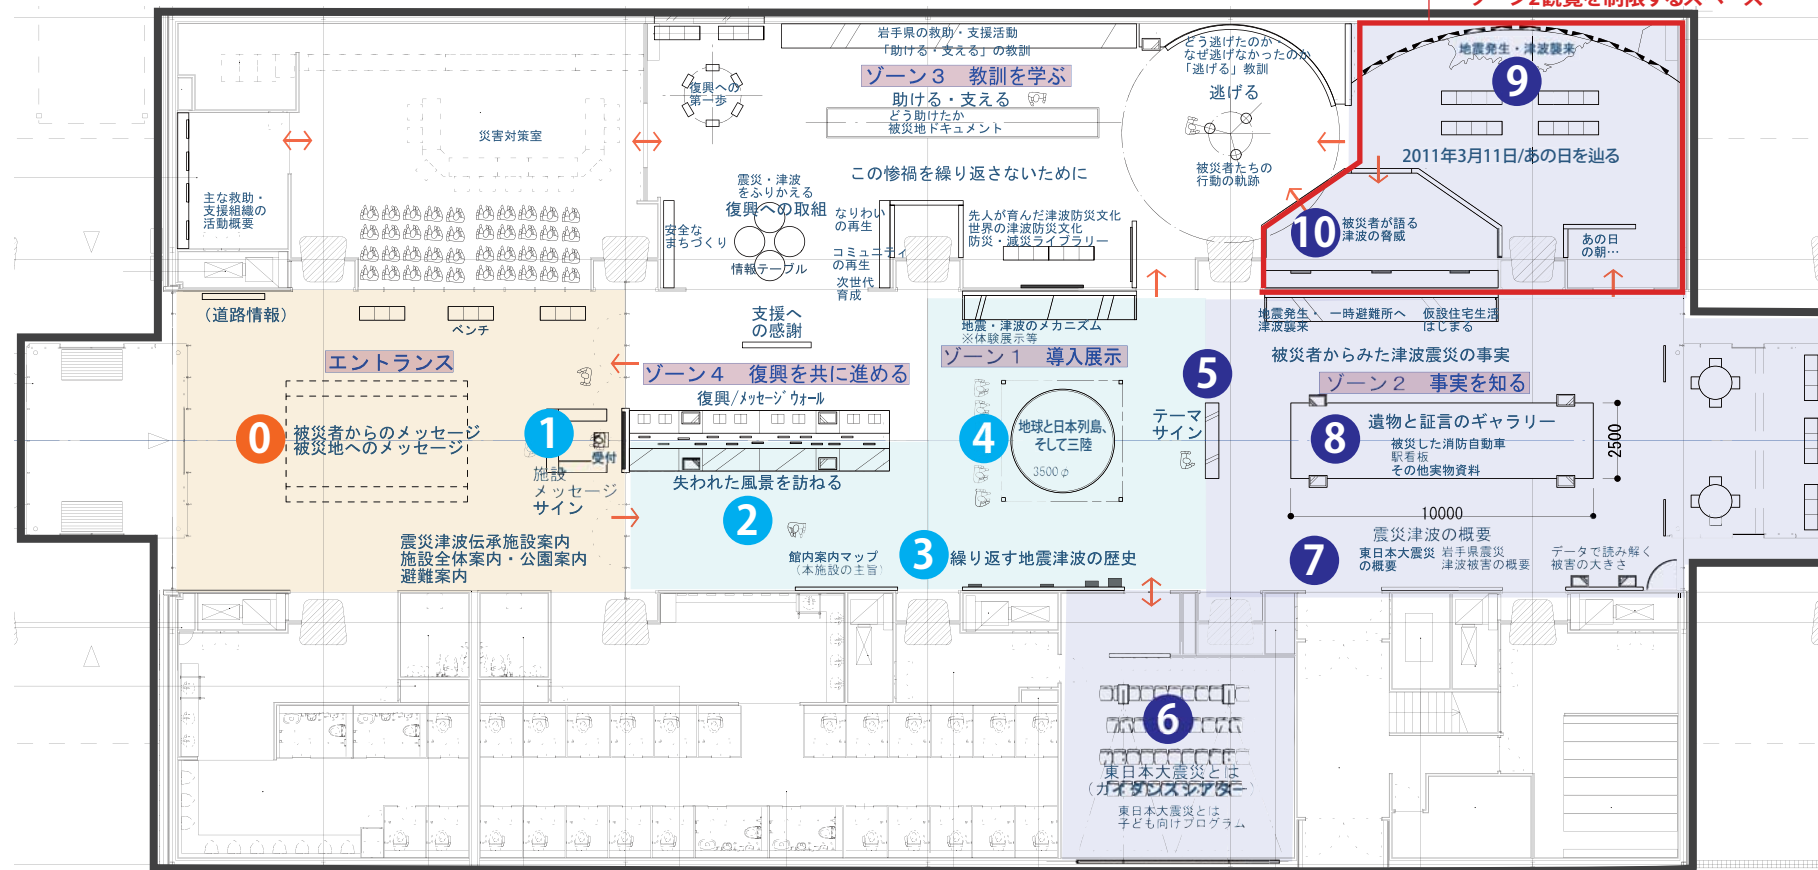 岩手県の救助・支援活動
「助ける・支える」の教訓
ゾーン3 教訓を学ぶ
助ける・支える
どう助けたか
被災地ドキュメント
復興への
第一歩
災害対策室
主な救助・
支援組織の
活動概要
どう逃げたのか
なぜ逃げなかったのか
「逃げる」教訓
逃げる
被災者たちの
行動の軌跡
地震発生・津波襲来
9
2011年3月11日/あの日を辿る
10
被災者が語る
津波の脅威
あの日
の朝…
この惨禍を繰り返さないために
震災・津波
をふりかえる
復興への取組
安全な
まちづくり
情報テーブル
なりわい
の再生
コミュニティ
の再生
次世代
育成
先人が育んだ津波防災文化
世界の津波防災文化
防災・減災ライブラリー
支援へ
の感謝
(道路情報)
ベンチ
エントランス
0
被災者からのメッセージ
被災地へのメッセージ
1
受付
施設
メッセージ
サイン
震災津波伝承施設案内
施設全体案内・公園案内
避難案内
ゾーン4 復興を共に進める
復興/メッセージウォール
失われた風景を訪ねる
2
館内案内マップ
(本施設の主旨)
3
繰り返す地震津波の歴史
地震・津波のメカニズム
※体験展示等
ゾーン1 導入展示
4
地球と日本列島、
そして三陸
3500φ
5
テーマ
サイン
地震発生・
津波襲来
一時避難所へ
仮設住宅生活
はじまる
被災者からみた津波震災の事実
ゾーン2 事実を知る
8
遺物と証言のギャラリー
被災した消防自動車
駅看板
その他実物資料
2500
10000
7
震災津波の概要
東日本大震災
の概要
岩手県震災
津波被害の概要
データで読み解く
被害の大きさ
6
東日本大震災とは
(ガイダンスシアター)
東日本大震災とは
子ども向けプログラム